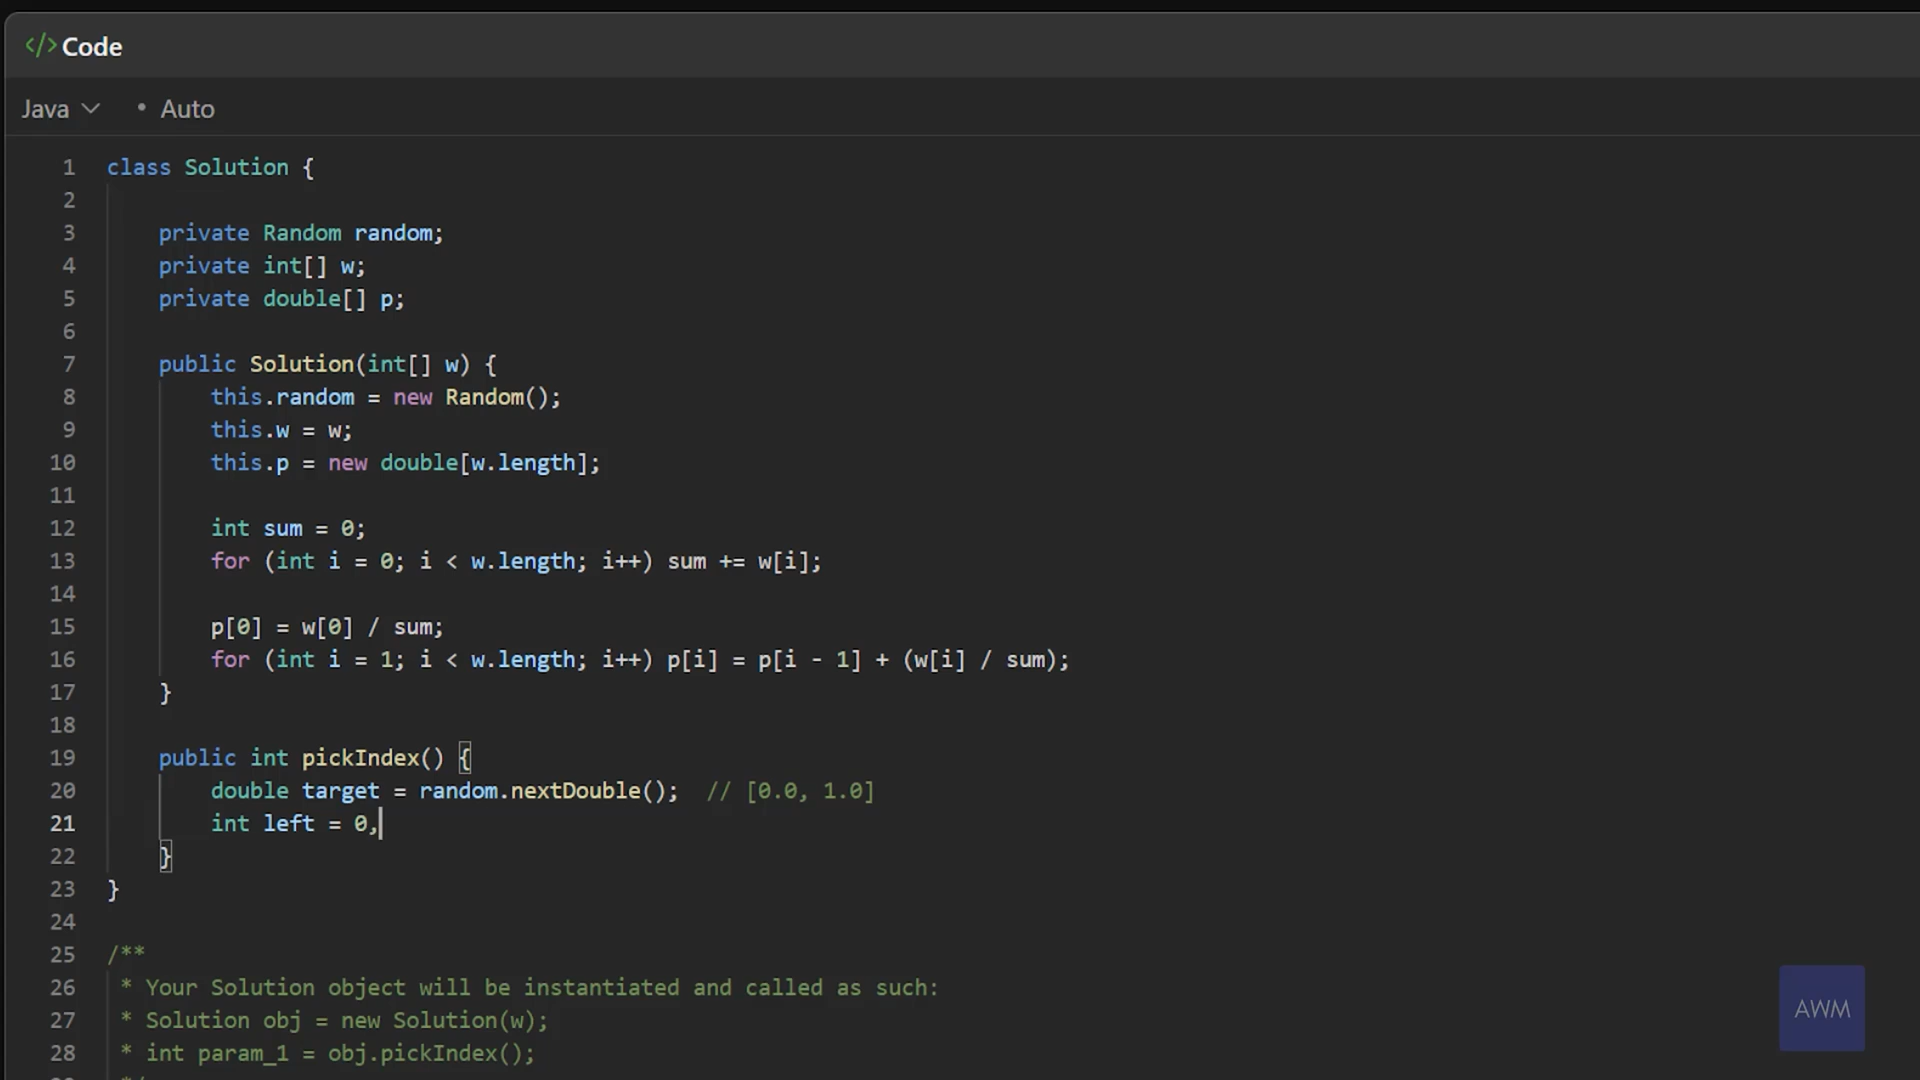 </> Code
Java • Auto
1 class Solution {
2
3 private Random random;
4 private int[] w;
5 private double[] p;
6
7 public Solution(int[] w) {
8 this.random = new Random();
9 this.w = w;
10 this.p = new double[w.length];
11
12 int sum = 0;
13 for (int i = 0; i < w.length; i++) sum += w[i];
14
15 p[0] = w[0] / sum;
16 for (int i = 1; i < w.length; i++) p[i] = p[i - 1] + (w[i] / sum);
17 }
18
19 public int pickIndex() {
20 double target = random.nextDouble(); // [0.0, 1.0]
21 int left = 0,
22 }
23 }
24
25 /**
26 * Your Solution object will be instantiated and called as such:
27 * Solution obj = new Solution(w);
28 * int param_1 = obj.pickIndex();
AWM